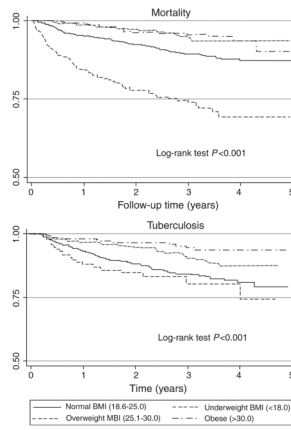 Mortality
1.00
0.75
0.50
Log-rank test P<0.001
0 1 2 3 4 5
Follow-up time (years)
Tuberculosis
1.00
0.75
0.50
Log-rank test P<0.001
0 1 2 3 4 5
Time (years)
Normal BMI (18.6-25.0) Underweight BMI (<18.0)
Overweight MBI (25.1-30.0) Obese (>30.0)